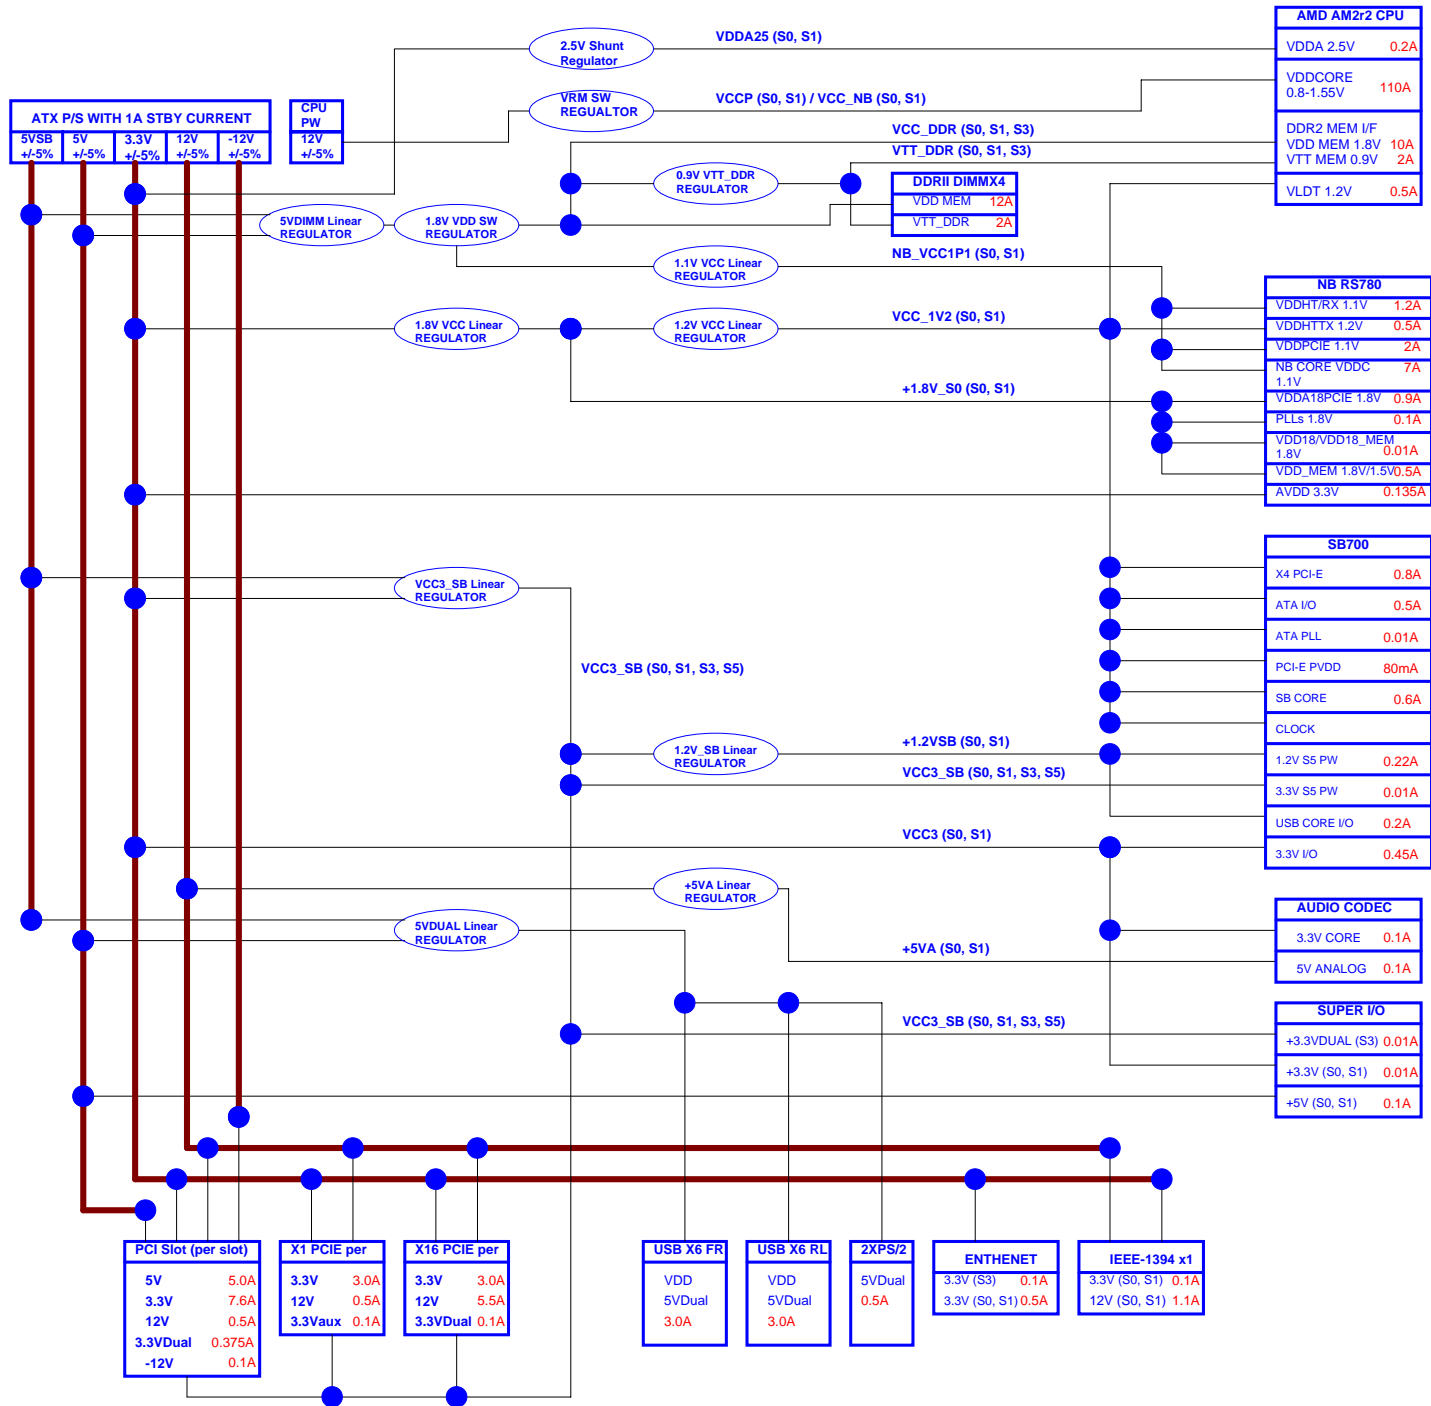 AMD AM2r2 CPU
VDDA 2.5V 0.2A
VDDCORE
0.8-1.55V 110A
DDR2 MEM I/F
VDD MEM 1.8V 10A
VTT MEM 0.9V 2A
VLDT 1.2V 0.5A
2.5V Shunt
Regulator
VDDA25 (S0, S1)
VRM SW
REGUALTOR
VCCP (S0, S1) / VCC_NB (S0, S1)
ATX P/S WITH 1A STBY CURRENT
5VSB
+/-5%
5V
+/-5%
3.3V
+/-5%
12V
+/-5%
-12V
+/-5%
CPU
PW
12V
+/-5%
VCC_DDR (S0, S1, S3)
VTT_DDR (S0, S1, S3)
0.9V VTT_DDR
REGULATOR
DDRII DIMMX4
VDD MEM 12A
VTT_DDR 2A
5VDIMM Linear
REGULATOR
1.8V VDD SW
REGULATOR
1.1V VCC Linear
REGULATOR
NB_VCC1P1 (S0, S1)
NB RS780
VDDHT/RX 1.1V 1.2A
VDDHTTX 1.2V 0.5A
VDDPCIE 1.1V 2A
NB CORE VDDC 7A
1.1V
VDDA18PCIE 1.8V 0.9A
PLLs 1.8V 0.1A
VDD18/VDD18_MEM
1.8V 0.01A
VDD_MEM 1.8V/1.5V 0.5A
AVDD 3.3V 0.135A
1.8V VCC Linear
REGULATOR
1.2V VCC Linear
REGULATOR
VCC_1V2 (S0, S1)
+1.8V_S0 (S0, S1)
SB700
X4 PCI-E 0.8A
ATA I/O 0.5A
ATA PLL 0.01A
PCI-E PVDD 80mA
SB CORE 0.6A
CLOCK
1.2V S5 PW 0.22A
3.3V S5 PW 0.01A
USB CORE I/O 0.2A
3.3V I/O 0.45A
VCC3_SB Linear
REGULATOR
VCC3_SB (S0, S1, S3, S5)
1.2V_SB Linear
REGULATOR
+1.2VSB (S0, S1)
VCC3_SB (S0, S1, S3, S5)
VCC3 (S0, S1)
+5VA Linear
REGULATOR
5VDUAL Linear
REGULATOR
+5VA (S0, S1)
AUDIO CODEC
3.3V CORE 0.1A
5V ANALOG 0.1A
VCC3_SB (S0, S1, S3, S5)
SUPER I/O
+3.3VDUAL (S3) 0.01A
+3.3V (S0, S1) 0.01A
+5V (S0, S1) 0.1A
PCI Slot (per slot)
5V 5.0A
3.3V 7.6A
12V 0.5A
3.3VDual 0.375A
-12V 0.1A
X1 PCIE per
3.3V 3.0A
12V 0.5A
3.3Vaux 0.1A
X16 PCIE per
3.3V 3.0A
12V 5.5A
3.3VDual 0.1A
USB X6 FR
VDD
5VDual
3.0A
USB X6 RL
VDD
5VDual
3.0A
2XPS/2
5VDual
0.5A
ENTHENET
3.3V (S3) 0.1A
3.3V (S0, S1) 0.5A
IEEE-1394 x1
3.3V (S0, S1) 0.1A
12V (S0, S1) 1.1A